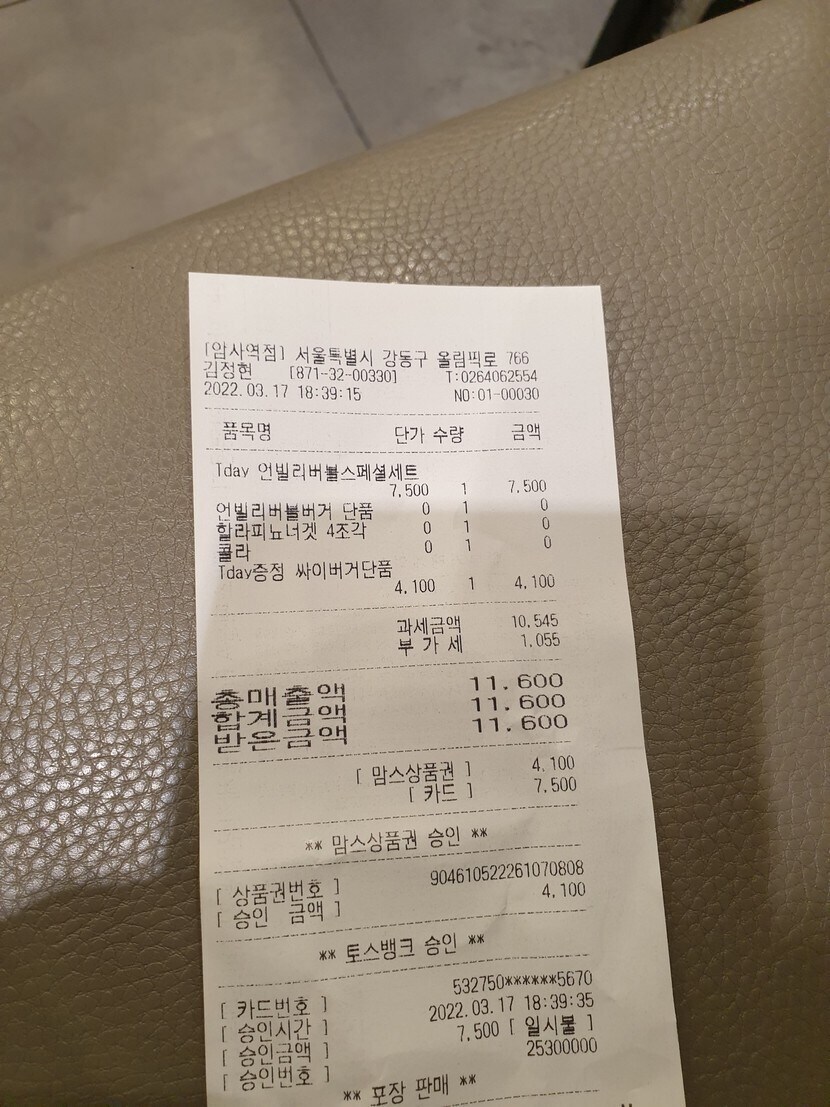 [암사역점] 서울특별시 강동구 올림픽로 766
김정현 [871-32-00330] T:0264062554
2022.03.17 18:39:15 NO:01-00030
품목명 단가 수량 금액
Tday 언빌리버블스페셜세트
7,500 1 7,500
언빌리버블버거 단품 0 1 0
할라피뇨너겟 4조각 0 1 0
콜라 0 1 0
Tday증정 싸이버거단품
4,100 1 4,100
과세금액 10,545
부 가 세 1,055
총매출액 11,600
합계금액 11,600
받은금액 11,600
[ 맘스상품권 ] 4,100
[ 카드 ] 7,500
** 맘스상품권 승인 **
[ 상품권번호 ] 904610522261070808
[ 승인 금액 ] 4,100
** 토스뱅크 승인 **
[ 카드번호 ] 532750******5670
[ 승인시간 ] 2022.03.17 18:39:35
[ 승인금액 ] 7,500 [ 일시불 ]
[ 승인번호 ] 25300000
** 포장 판매 **